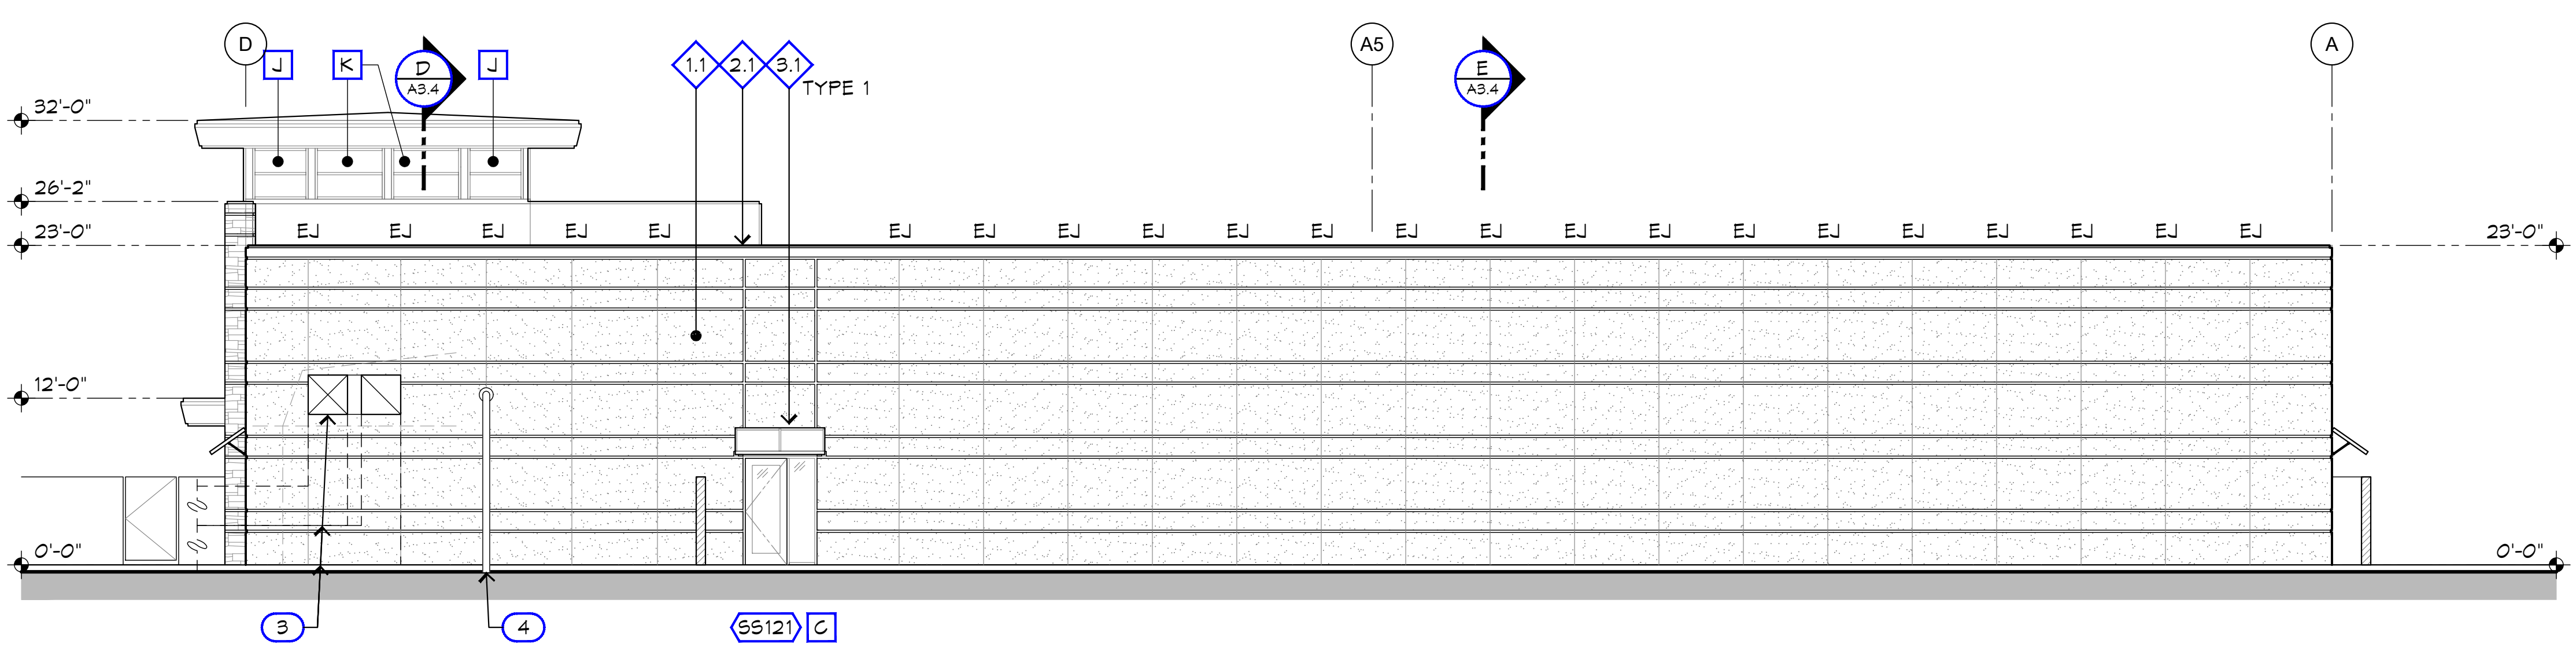 D A5 A
J K D J 1.1 2.1 3.1 E
A3.4 A3.4
TYPE 1
32'-0"
26'-2"
EJ EJ EJ EJ EJ EJ EJ EJ EJ EJ EJ EJ EJ EJ EJ EJ EJ EJ EJ EJ EJ EJ
23'-0" 23'-0"
12'-0"
0'-0" 0'-0"
3 4 SS121 C